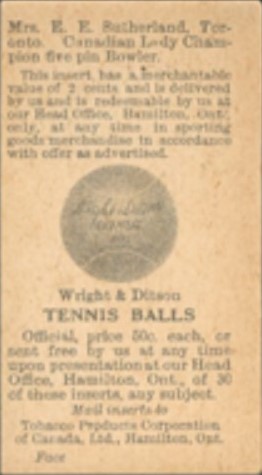 Mrs. E. E. Sutherland, Tor-
onto. Canadian Lady Cham-
pion five pin Bowler.
This insert has a merchantable
value of 2 cents and is delivered
by us and is redeemable by us at
our Head Office, Hamilton, Ont.,
only, at any time in sporting
goods merchandise in accordance
with offer as advertised.
Wright & Ditson
Wright & Ditson
TENNIS BALLS
Official, price 50c. each, or
sent free by us at any time
upon presentation at our Head
Office, Hamilton, Ont., of 30
of these inserts, any subject.
Mail inserts to
Tobacco Products Corporation
of Canada, Ltd., Hamilton, Ont.
Face